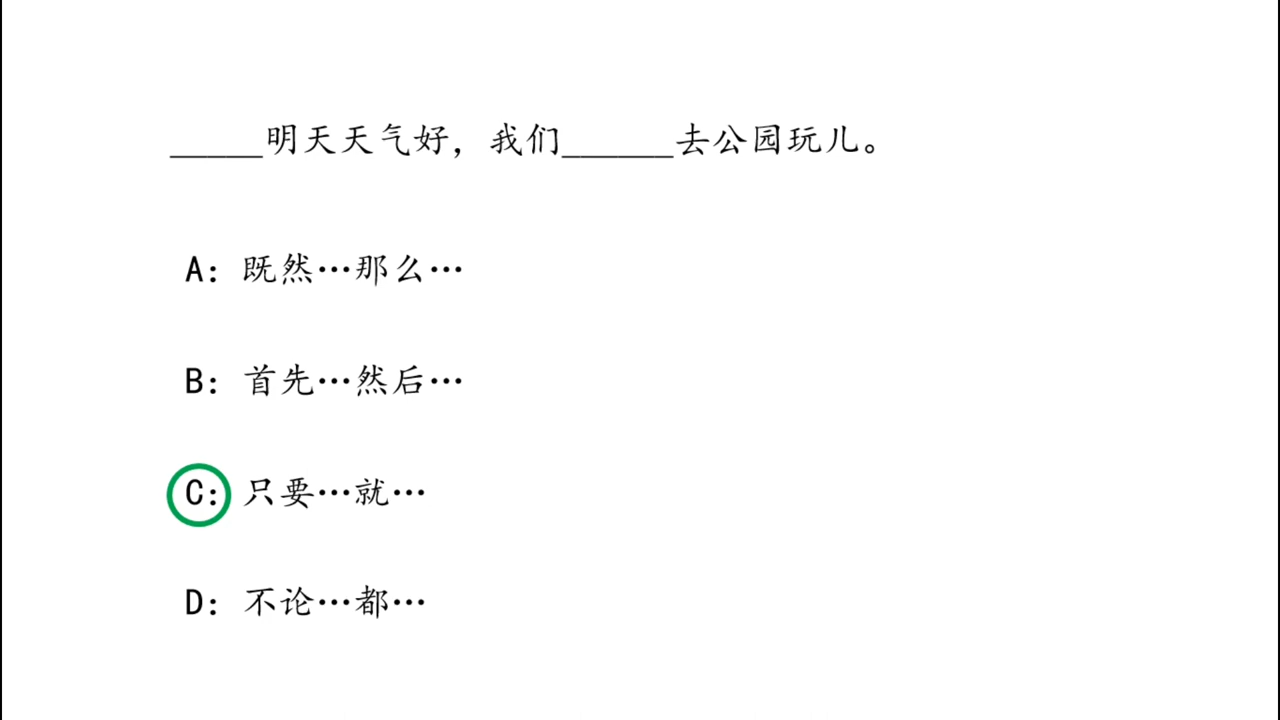 _____明天天气好，我们______去公园玩儿。
A：既然…那么…
B：首先…然后…
C：只要…就…
D：不论…都…